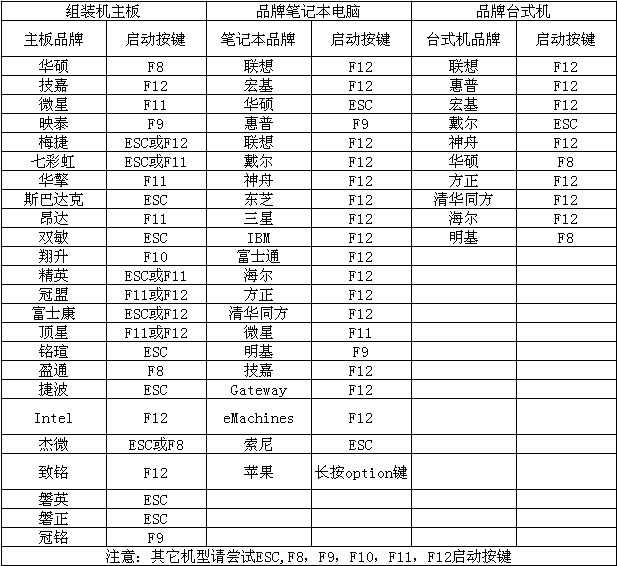 组装机主板 品牌笔记本电脑 品牌台式机
主板品牌 启动按键 笔记本品牌 启动按键 台式机品牌 启动按键
华硕 F8 联想 F12 联想 F12
技嘉 F12 宏基 F12 惠普 F12
微星 F11 华硕 ESC 宏基 F12
映泰 F9 惠普 F9 戴尔 ESC
梅捷 ESC或F12 联想 F12 神舟 F12
七彩虹 ESC或F11 戴尔 F12 华硕 F8
华擎 F11 神舟 F12 方正 F12
斯巴达克 ESC 东芝 F12 清华同方 F12
昂达 F11 三星 F12 海尔 F12
双敏 ESC IBM F12 明基 F8
翔升 F10 富士通 F12
精英 ESC或F11 海尔 F12
冠盟 F11或F12 方正 F12
富士康 ESC或F12 清华同方 F12
顶星 F11或F12 微星 F11
铭瑄 ESC 明基 F9
盈通 F8 技嘉 F12
捷波 ESC Gateway F12
Intel F12 eMachines F12
杰微 ESC或F8 索尼 ESC
致铭 F12 苹果 长按option键
磐英 ESC
磐正 ESC
冠铭 F9
注意：其它机型请尝试ESC,F8，F9，F10，F11，F12启动按键